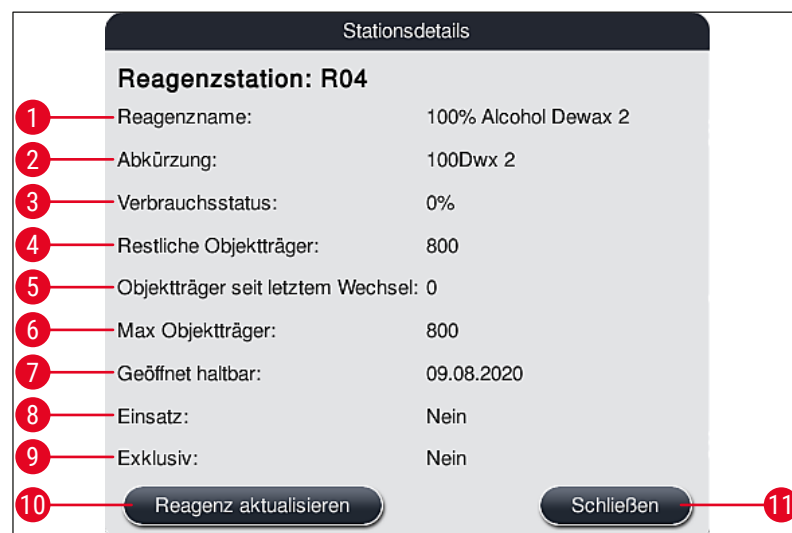 Stationsdetails
Reagenzstation: R04
1 Reagenzname: 100% Alcohol Dewax 2
2 Abkürzung: 100Dwx 2
3 Verbrauchsstatus: 0%
4 Restliche Objektträger: 800
5 Objektträger seit letztem Wechsel: 0
6 Max Objektträger: 800
7 Geöffnet haltbar: 09.08.2020
8 Einsatz: Nein
9 Exklusiv: Nein
10 Reagenz aktualisieren Schließen 11